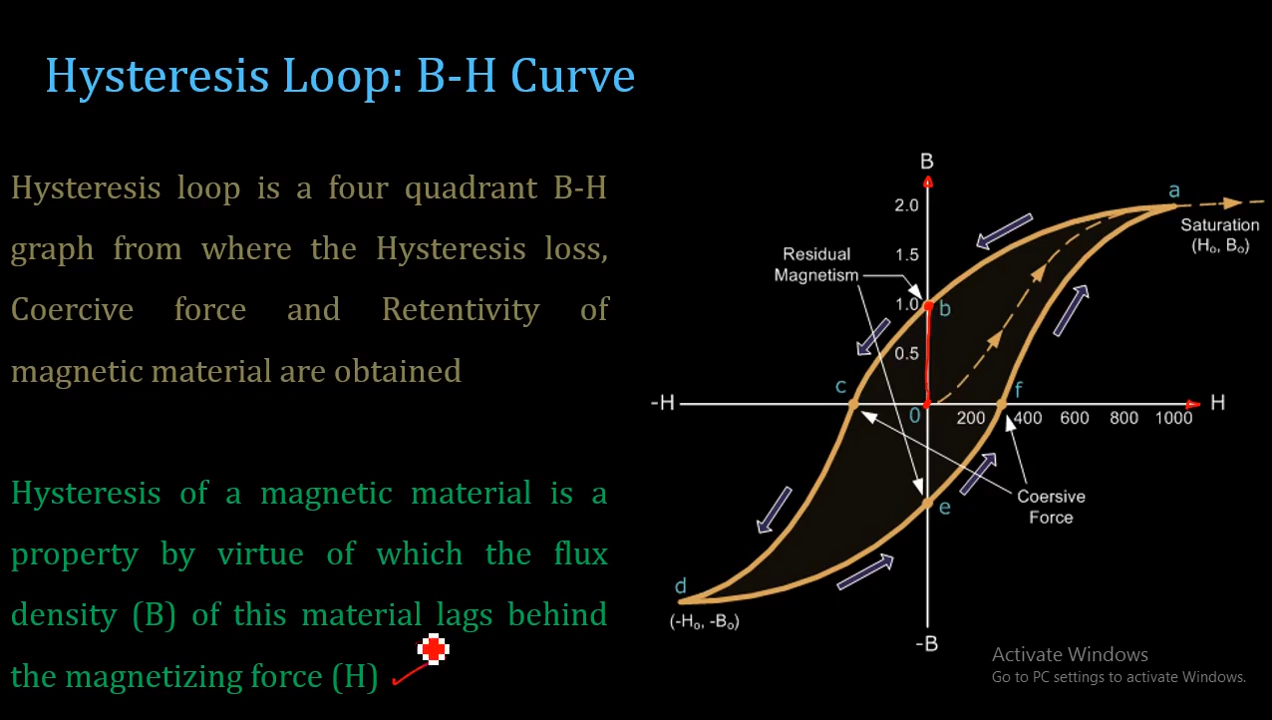 Hysteresis Loop: B-H Curve
Hysteresis loop is a four quadrant B-H
graph from where the Hysteresis loss,
Coercive force and Retentivity of
magnetic material are obtained
Hysteresis of a magnetic material is a
property by virtue of which the flux
density (B) of this material lags behind
the magnetizing force (H)
B
a
2.0
Saturation
(Ho, Bo)
Residual
Magnetism
1.5
1.0
b
0.5
c
f
-H
0
H
200 400 600 800 1000
e
Coersive
Force
d
(-Ho, -Bo)
-B
Activate Windows
Go to PC settings to activate Windows.